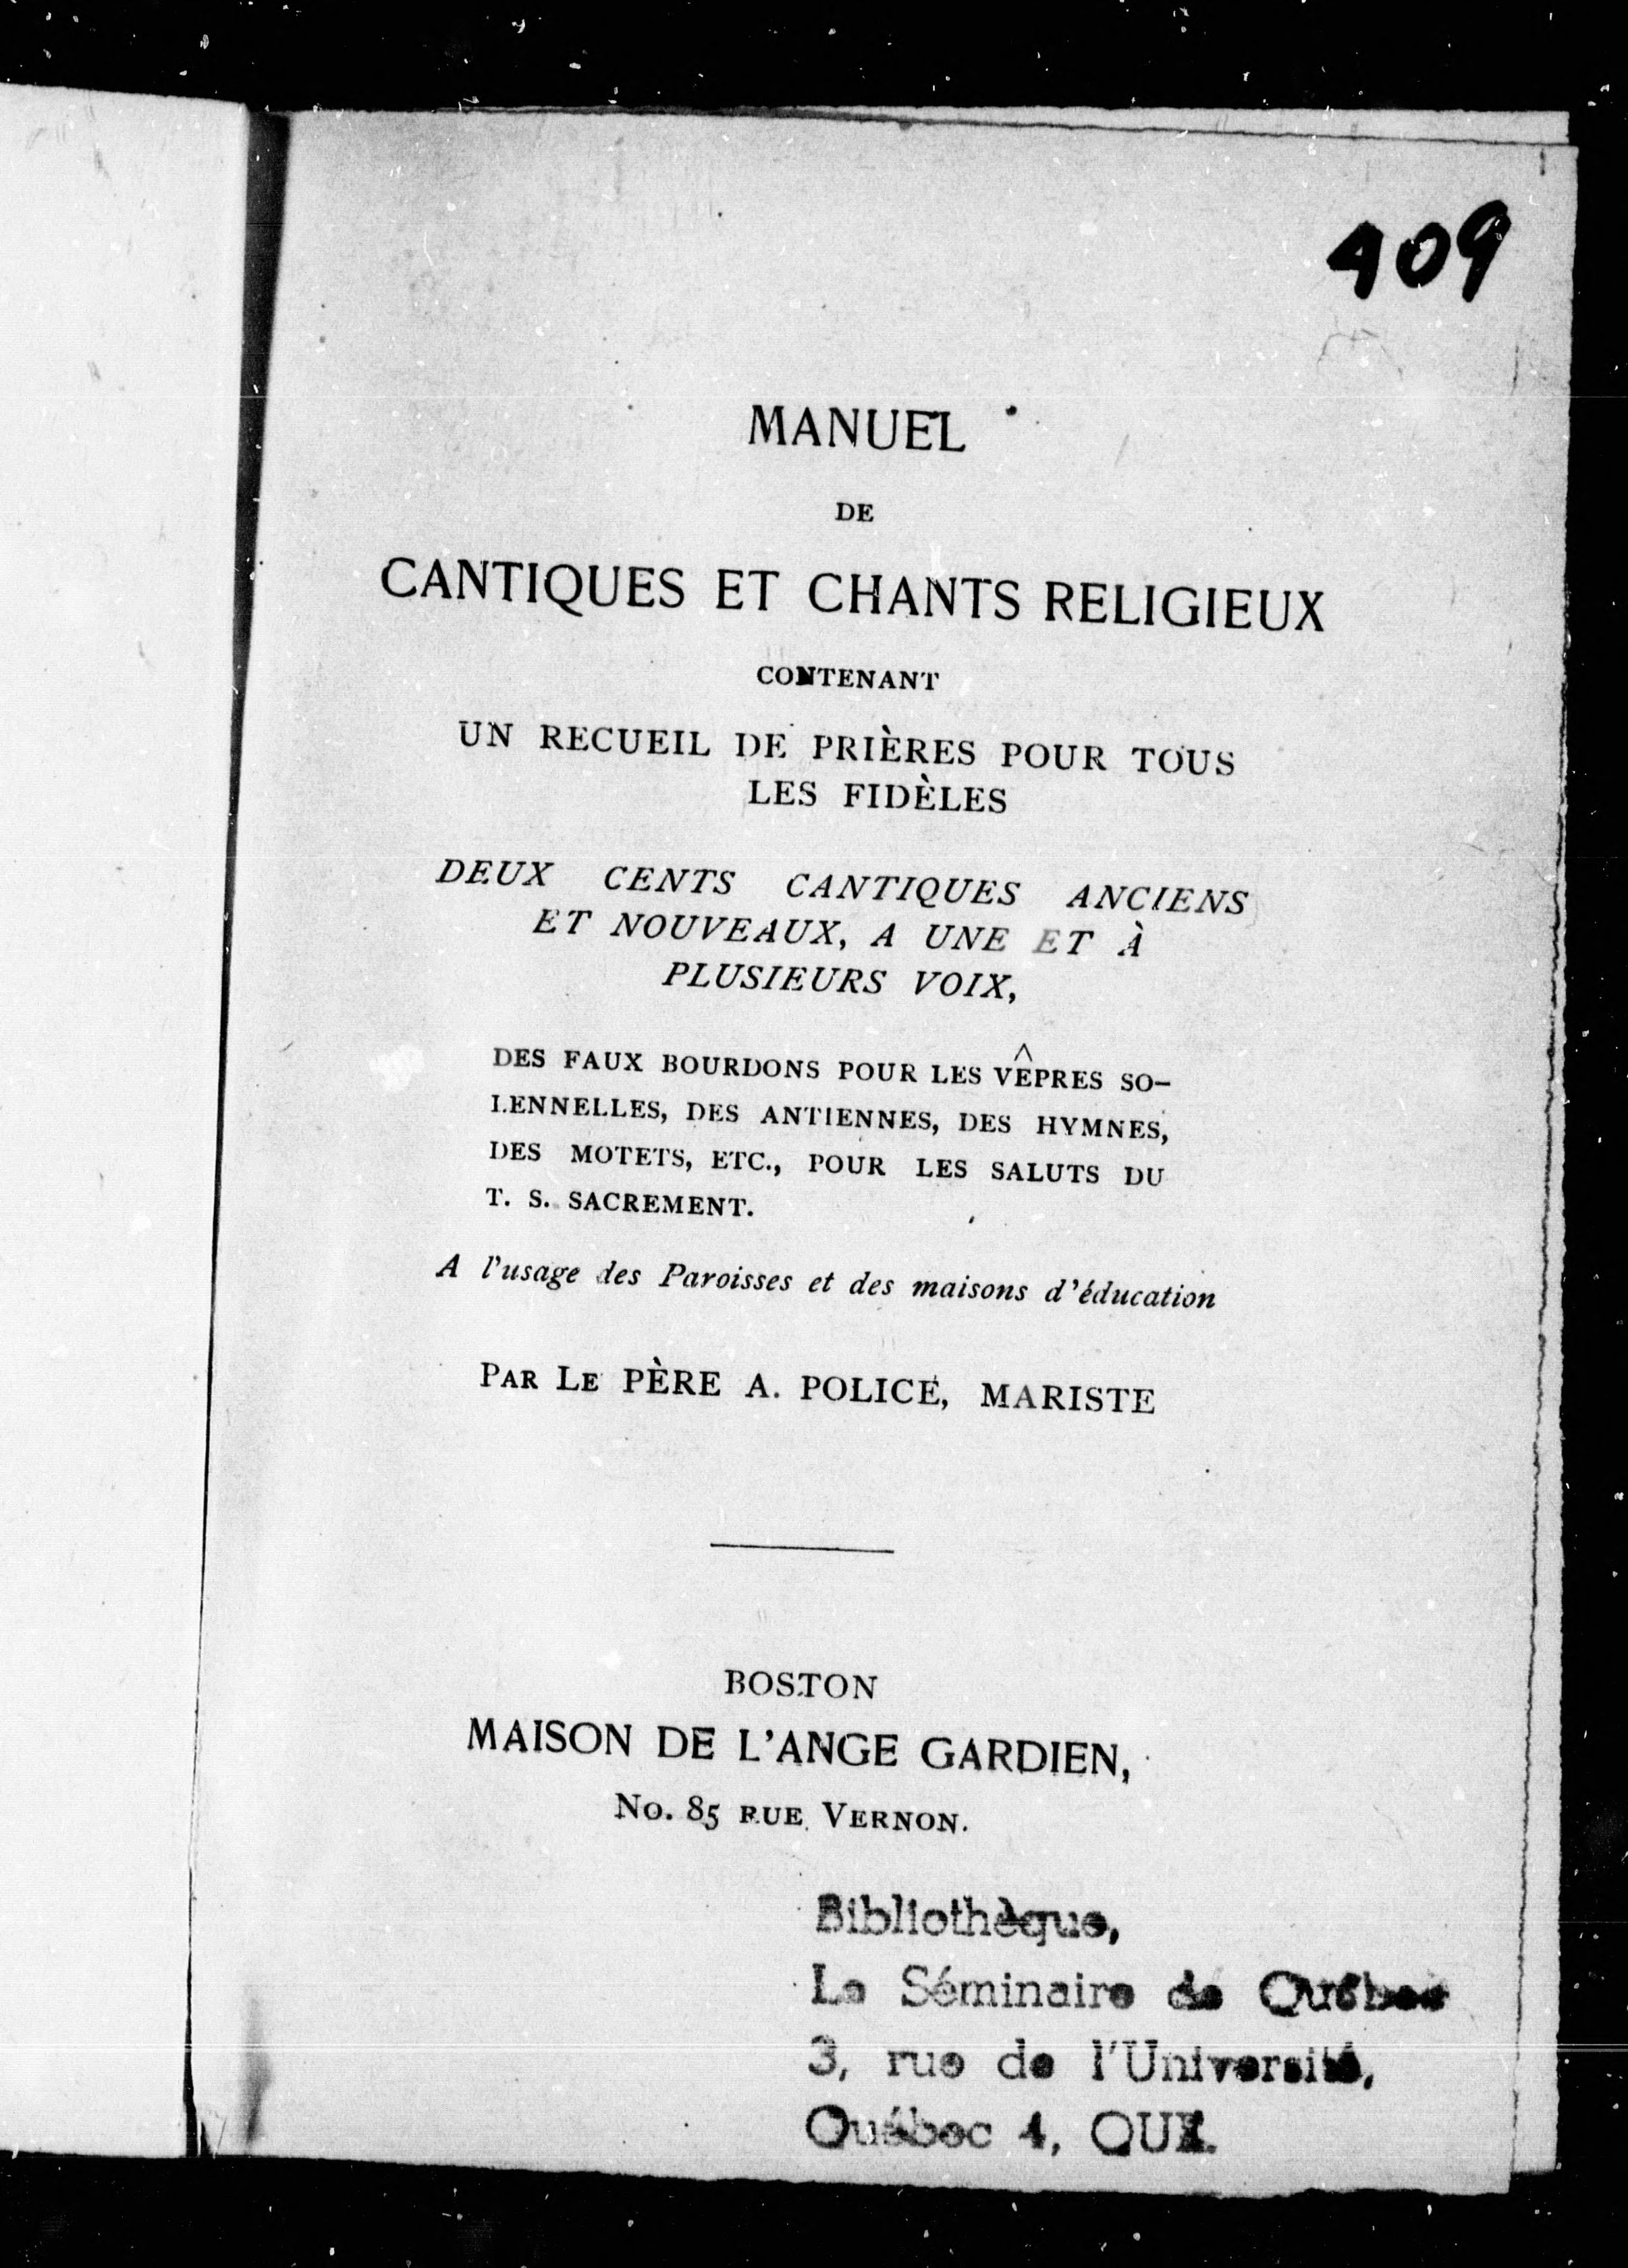 409
MANUEL
DE
CANTIQUES ET CHANTS RELIGIEUX
CONTENANT
UN RECUEIL DE PRIÈRES POUR TOUS
LES FIDÈLES
DEUX CENTS CANTIQUES ANCIENS
ET NOUVEAUX, A UNE ET À
PLUSIEURS VOIX,
DES FAUX BOURDONS POUR LES VÊPRES SO-
LENNELLES, DES ANTIENNES, DES HYMNES,
DES MOTETS, ETC., POUR LES SALUTS DU
T. S. SACREMENT.
A l'usage des Paroisses et des maisons d'éducation
PAR LE PÈRE A. POLICE, MARISTE
BOSTON
MAISON DE L'ANGE GARDIEN,
No. 85 RUE VERNON.
Bibliothèque,
Le Séminaire de Québec
3, rue de l'Université,
Québec 4, QUE.